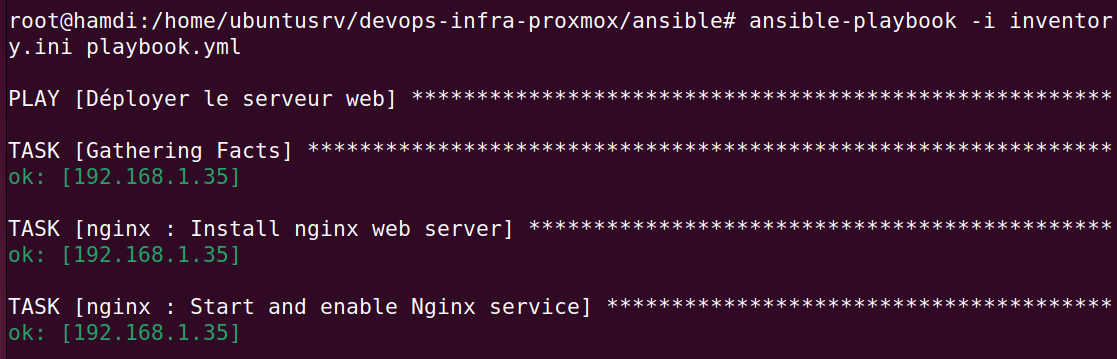 root@hamdi:/home/ubuntusrv/devops-infra-proxmox/ansible# ansible-playbook -i inventor
y.ini playbook.yml
PLAY [Déployer le serveur web] ******************************************************
TASK [Gathering Facts] **************************************************************
ok: [192.168.1.35]
TASK [nginx : Install nginx web server] *********************************************
ok: [192.168.1.35]
TASK [nginx : Start and enable Nginx service] ***************************************
ok: [192.168.1.35]